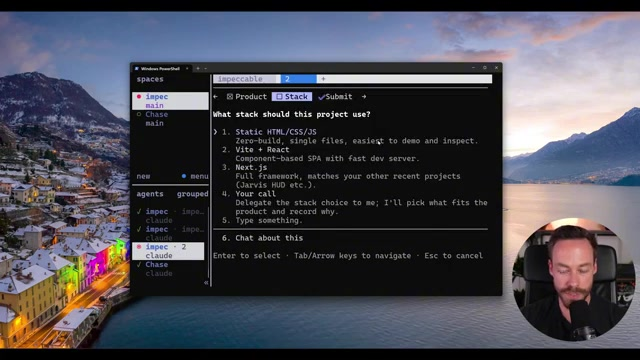 Windows PowerShell
spaces
impec
main
Chase
main
new
menu
agents grouped
impec · impe…
claude
impec · impe…
claude
impec · 2
claude
Chase
«
impeccable 2 +
← Product Stack Submit →
What stack should this project use?
❯ 1. Static HTML/CSS/JS
Zero-build, single files, easiest to demo and inspect.
2. Vite + React
Component-based SPA with fast dev server.
3. Next.js
Full framework, matches your other recent projects
(Jarvis HUD etc.).
4. Your call
Delegate the stack choice to me; I'll pick what fits the
product and record why.
5. Type something.
6. Chat about this
Enter to select · Tab/Arrow keys to navigate · Esc to cancel